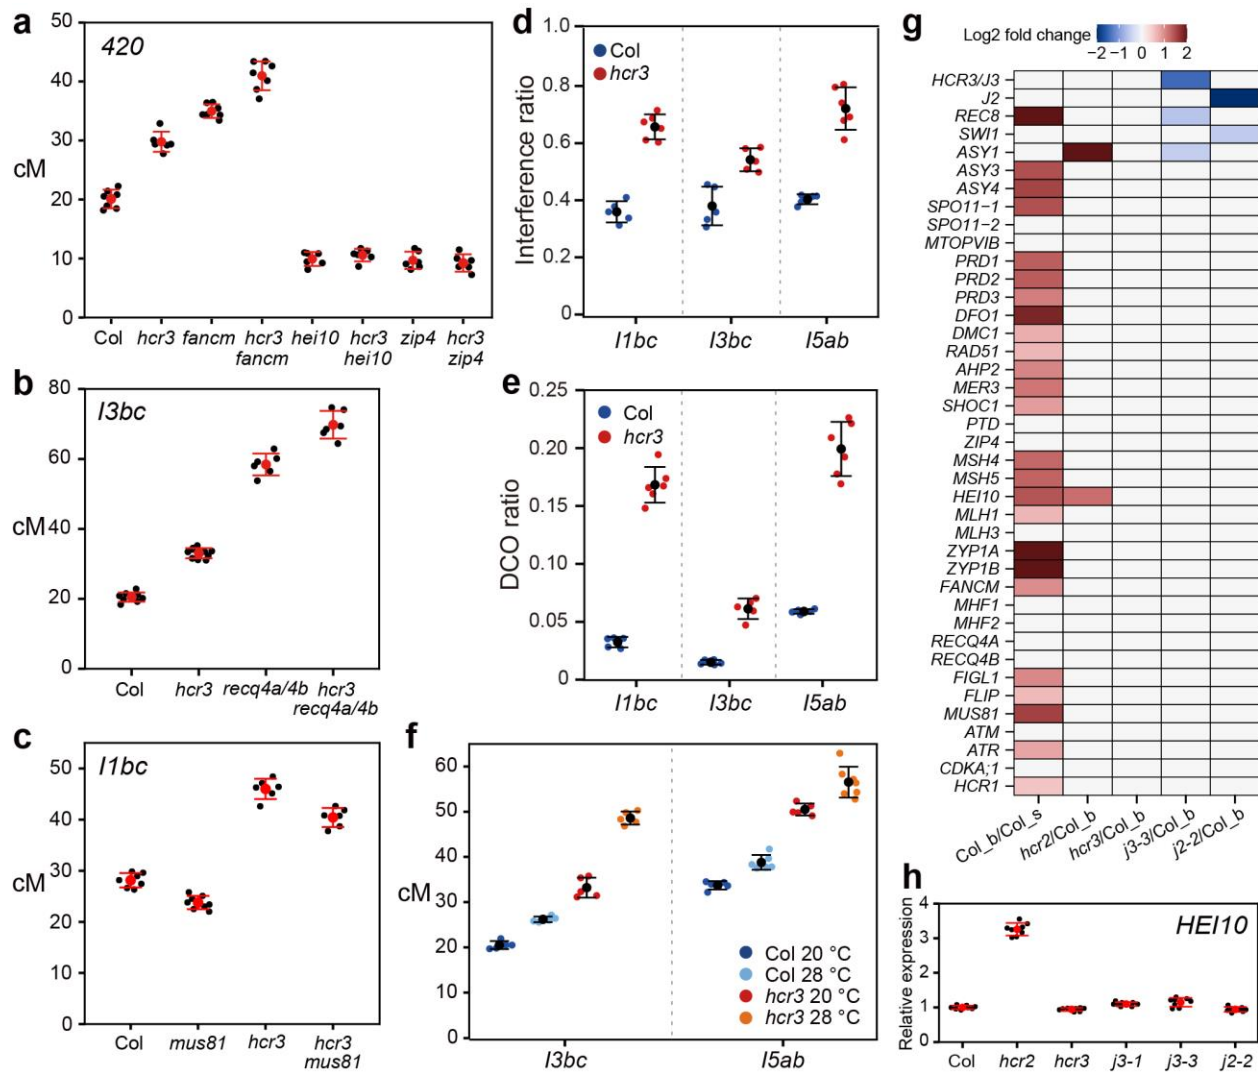 a
420
50
40
30
20
10
0
cM
Col hcr3 fancm hcr3 hei10 hcr3 zip4 hcr3
fancm hei10 zip4
b
I3bc
80
60
40
20
0
cM
Col hcr3 recq4a/4b hcr3
recq4a/4b
c
I1bc
50
40
30
20
10
0
cM
Col mus81 hcr3 hcr3
mus81
d
Col
hcr3
1.0
0.8
0.6
0.4
0.2
0
Interference ratio
I1bc I3bc I5ab
e
Col
hcr3
0.25
0.20
0.15
0.10
0.05
0
DCO ratio
I1bc I3bc I5ab
f
60
50
40
30
20
10
0
cM
Col 20 °C
Col 28 °C
hcr3 20 °C
hcr3 28 °C
I3bc I5ab
g
Log2 fold change
−2 −1 0 1 2
HCR3/J3
J2
REC8
SWI1
ASY1
ASY3
ASY4
SPO11−1
SPO11−2
MTOPVIB
PRD1
PRD2
PRD3
DFO1
DMC1
RAD51
AHP2
MER3
SHOC1
PTD
ZIP4
MSH4
MSH5
HEI10
MLH1
MLH3
ZYP1A
ZYP1B
FANCM
MHF1
MHF2
RECQ4A
RECQ4B
FIGL1
FLIP
MUS81
ATM
ATR
CDKA;1
HCR1
Col_b/Col_s hcr2/Col_b hcr3/Col_b j3-3/Col_b j2-2/Col_b
h
HEI10
4
3
2
1
0
Relative expression
Col hcr2 hcr3 j3-1 j3-3 j2-2